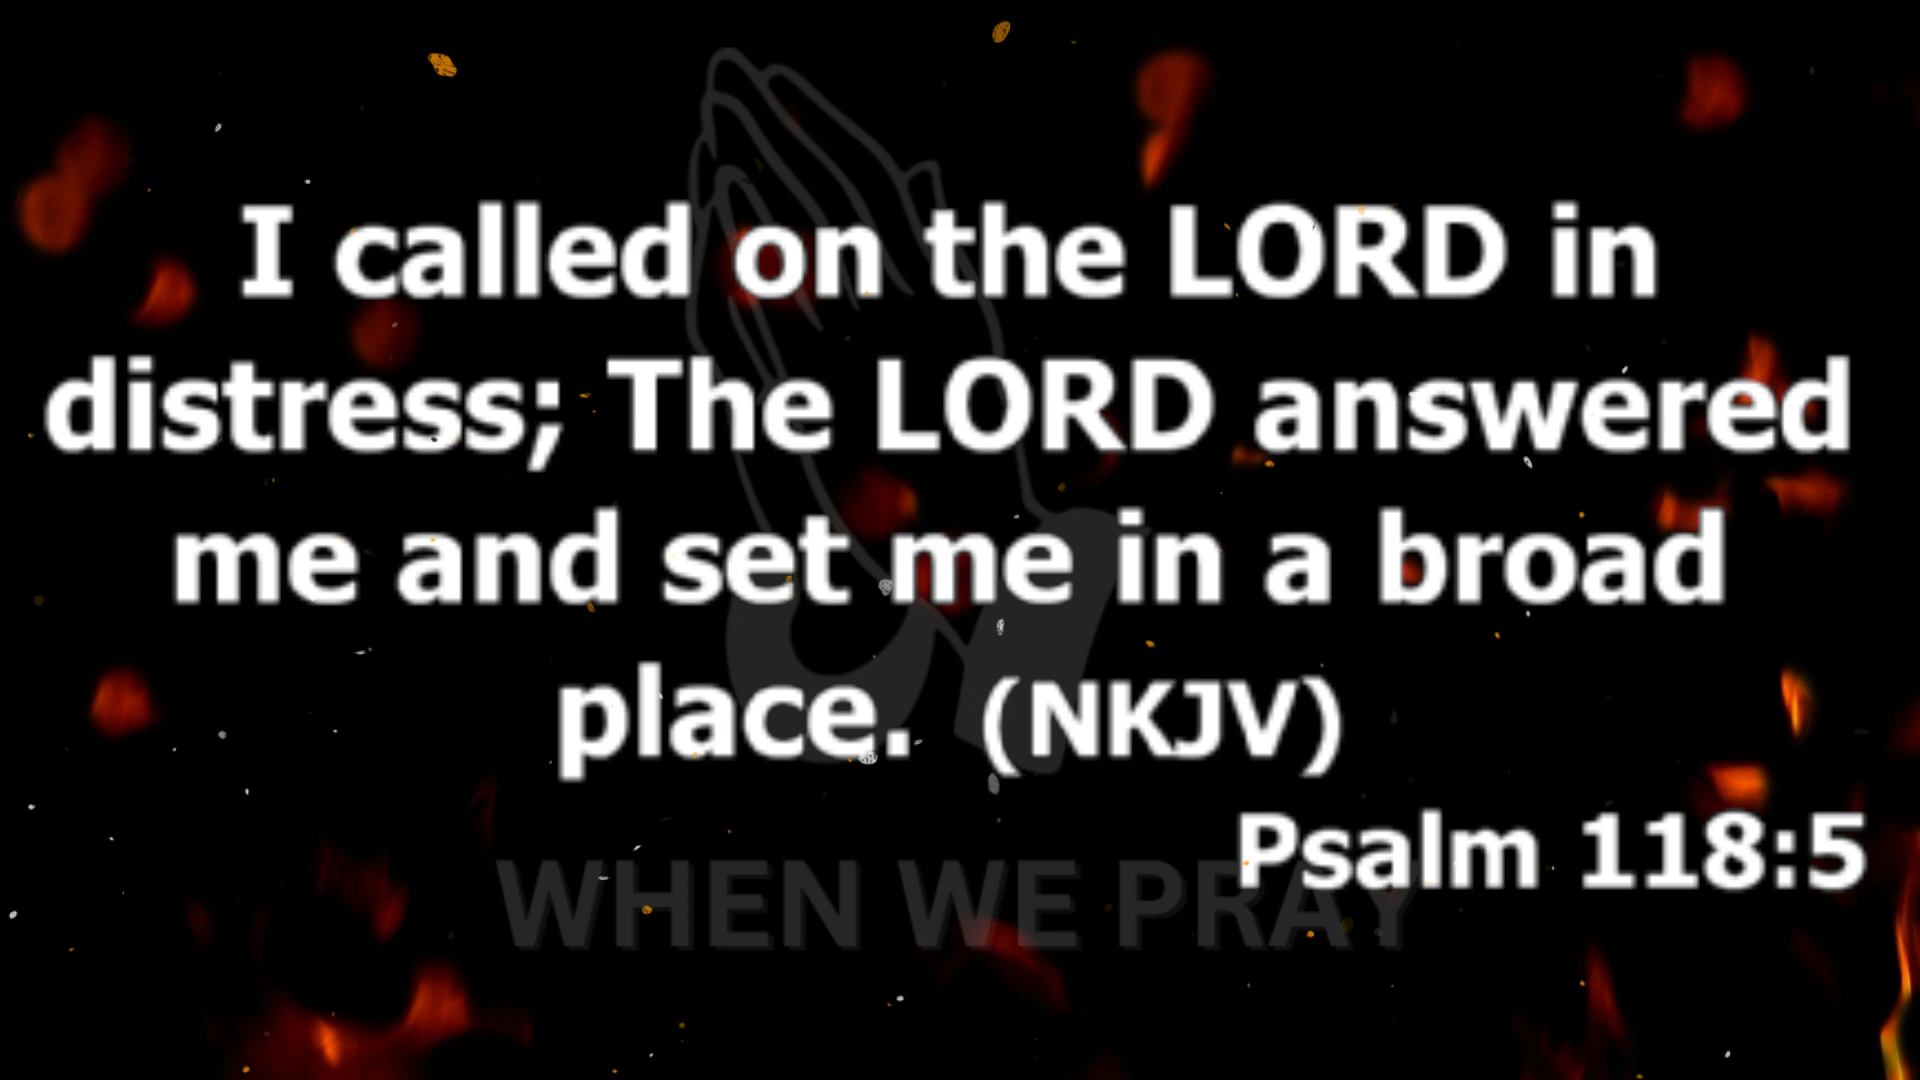 I called on the LORD in
distress; The LORD answered
me and set me in a broad
place. (NKJV)
Psalm 118:5
WHEN WE PRAY